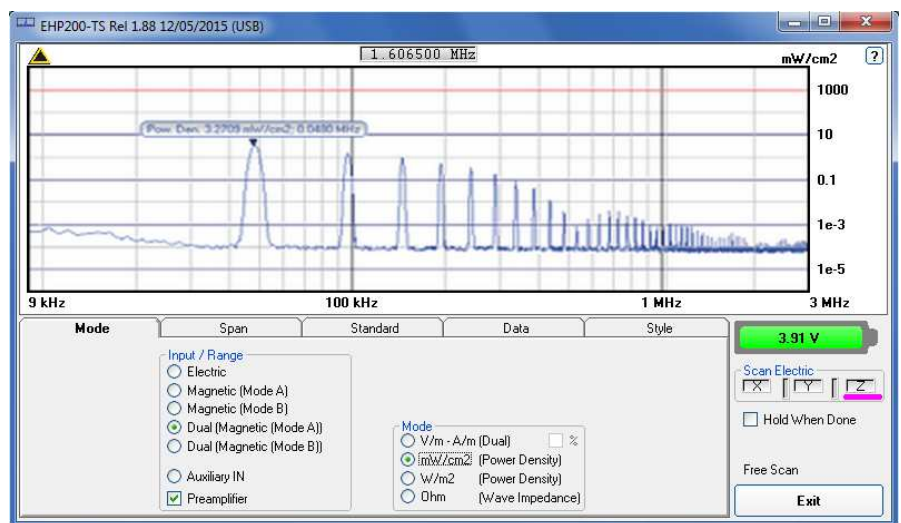 EHP200-TS Rel 1.88 12/05/2015 (USB)
1.606500 MHz
mW/cm2
?
Pow. Den. 3.2709 mW/cm2; 0.0480 MHz
1000
10
0.1
1e-3
1e-5
9 kHz 100 kHz 1 MHz 3 MHz
Mode Span Standard Data Style
3.91 V
Input / Range
Electric
Magnetic (Mode A)
Magnetic (Mode B)
Dual (Magnetic (Mode A))
Dual (Magnetic (Mode B))
Auxiliary IN
Preamplifier
Mode
V/m - A/m (Dual) %
mW/cm2 (Power Density)
W/m2 (Power Density)
Ohm (Wave Impedance)
Scan Electric
X Y Z
Hold When Done
Free Scan
Exit